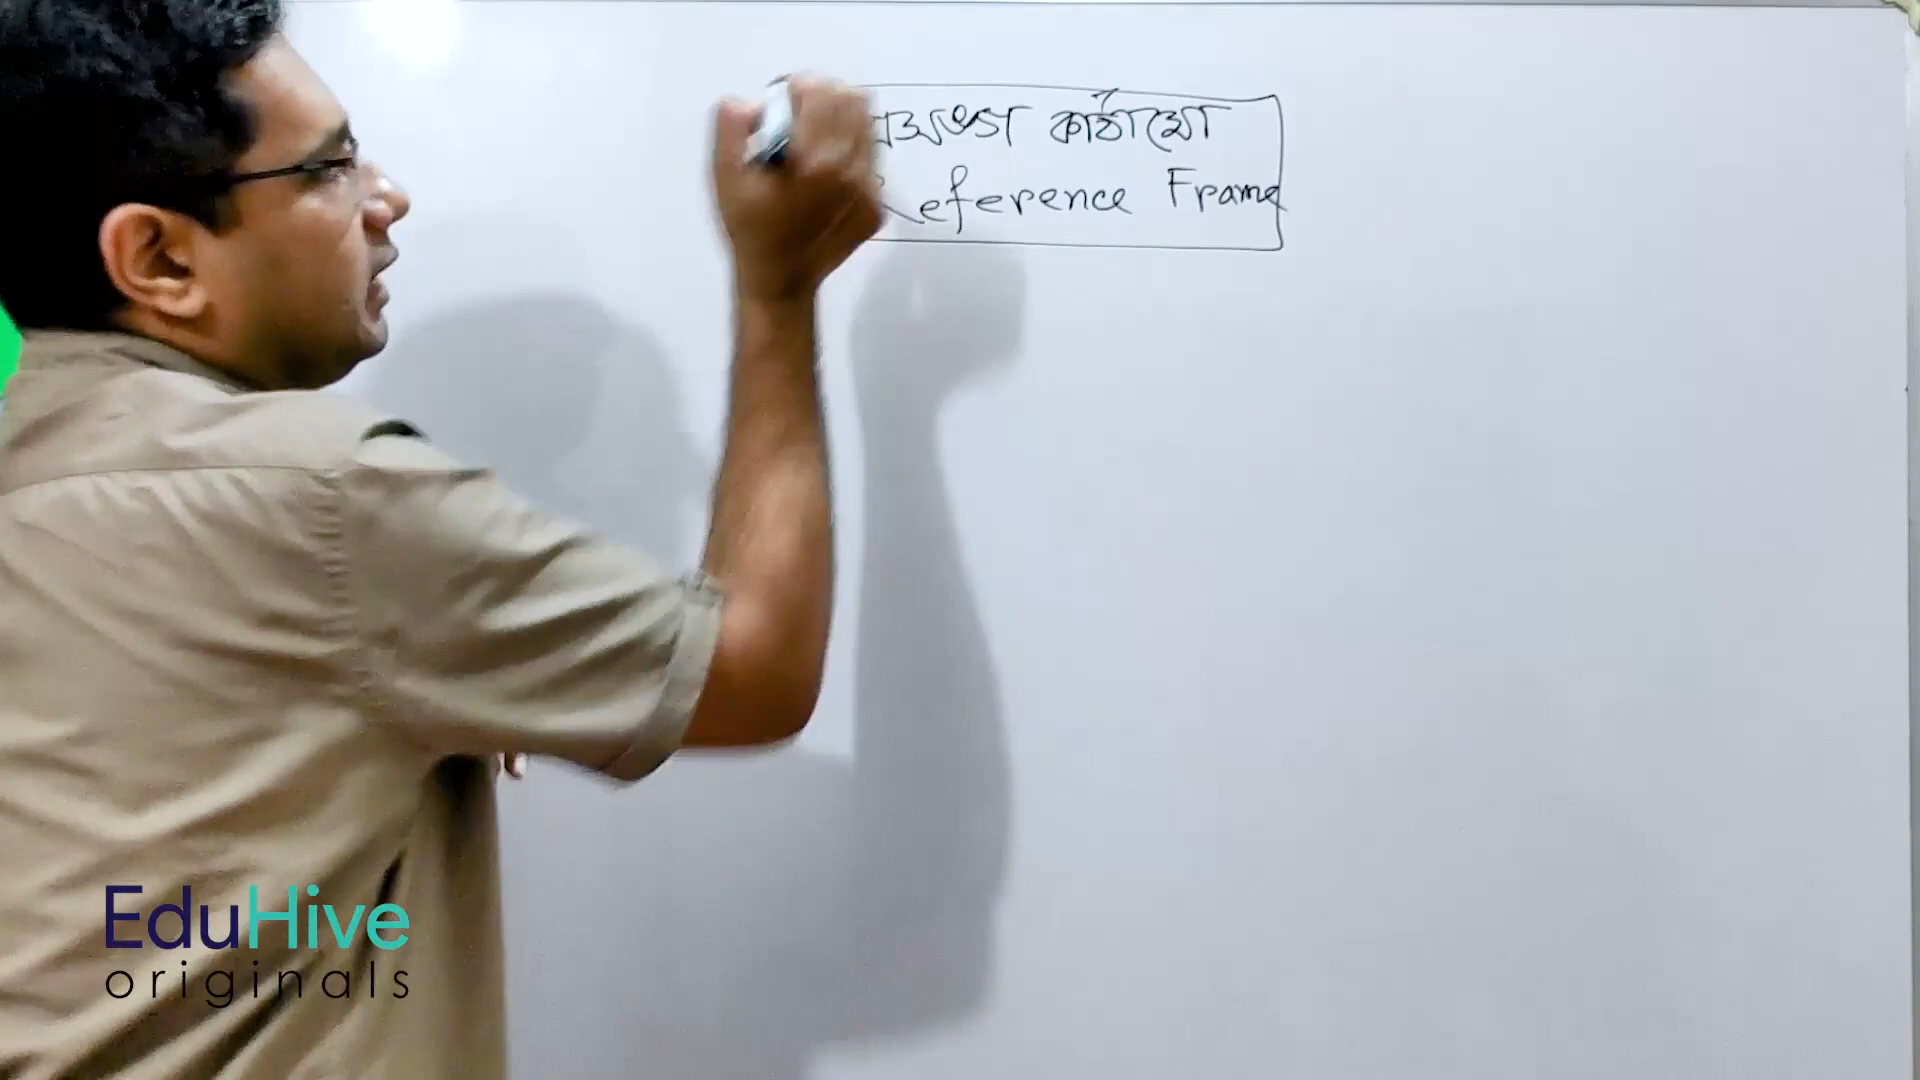 কাঠামো
Reference Frame
EduHive
originals